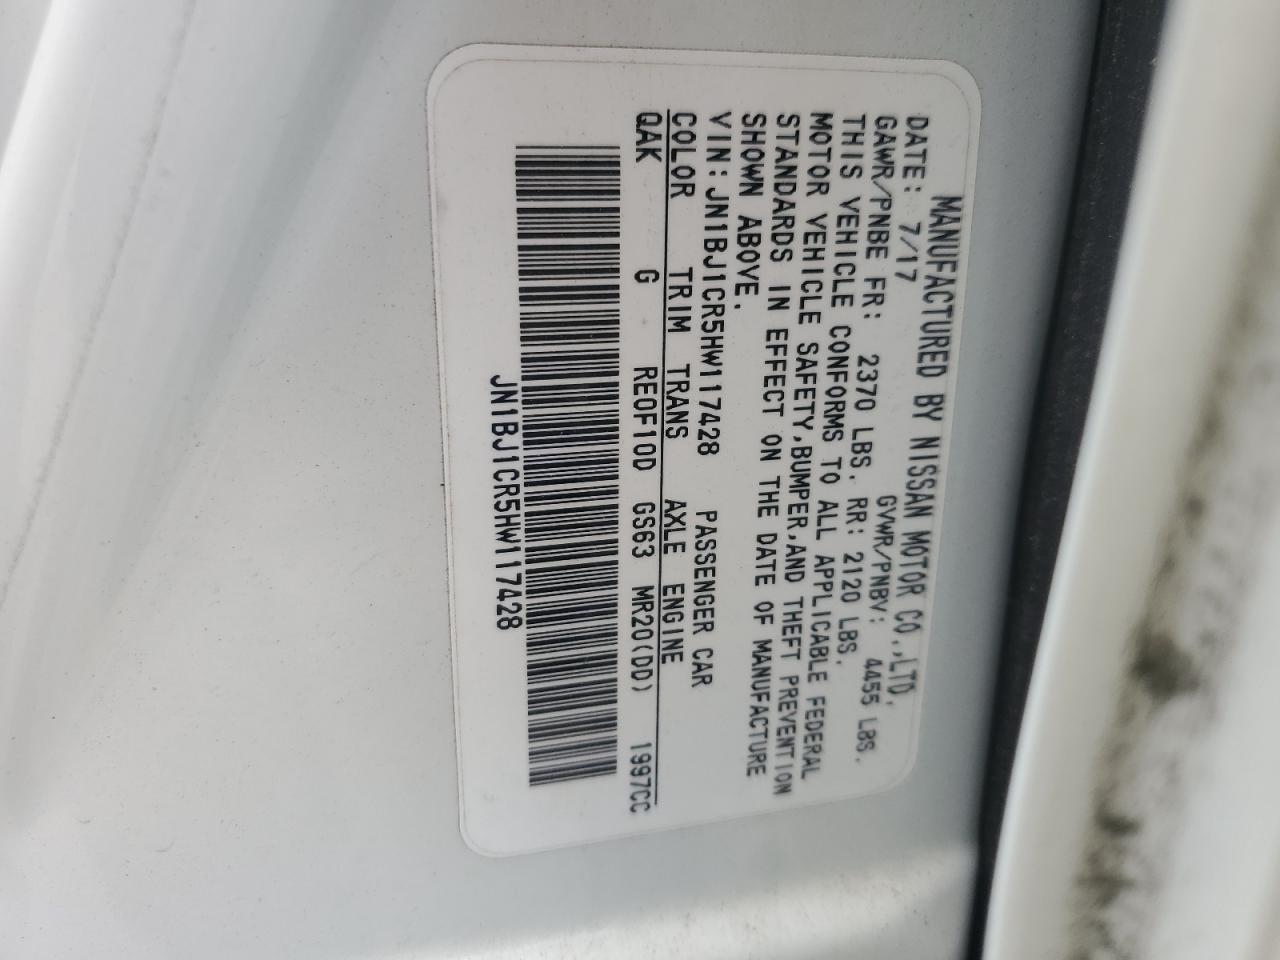 MANUFACTURED BY NISSAN MOTOR CO.,LTD.
DATE: 7/17 GVWR/PNBV: 4455 LBS.
GAWR/PNBE FR: 2370 LBS. RR: 2120 LBS.
THIS VEHICLE CONFORMS TO ALL APPLICABLE FEDERAL
MOTOR VEHICLE SAFETY,BUMPER,AND THEFT PREVENTION
STANDARDS IN EFFECT ON THE DATE OF MANUFACTURE
SHOWN ABOVE.
VIN:JN1BJ1CR5HW117428 PASSENGER CAR
COLOR TRIM TRANS AXLE ENGINE
QAK G RE0F10D GS63 MR20(DD) 1997CC
JN1BJ1CR5HW117428